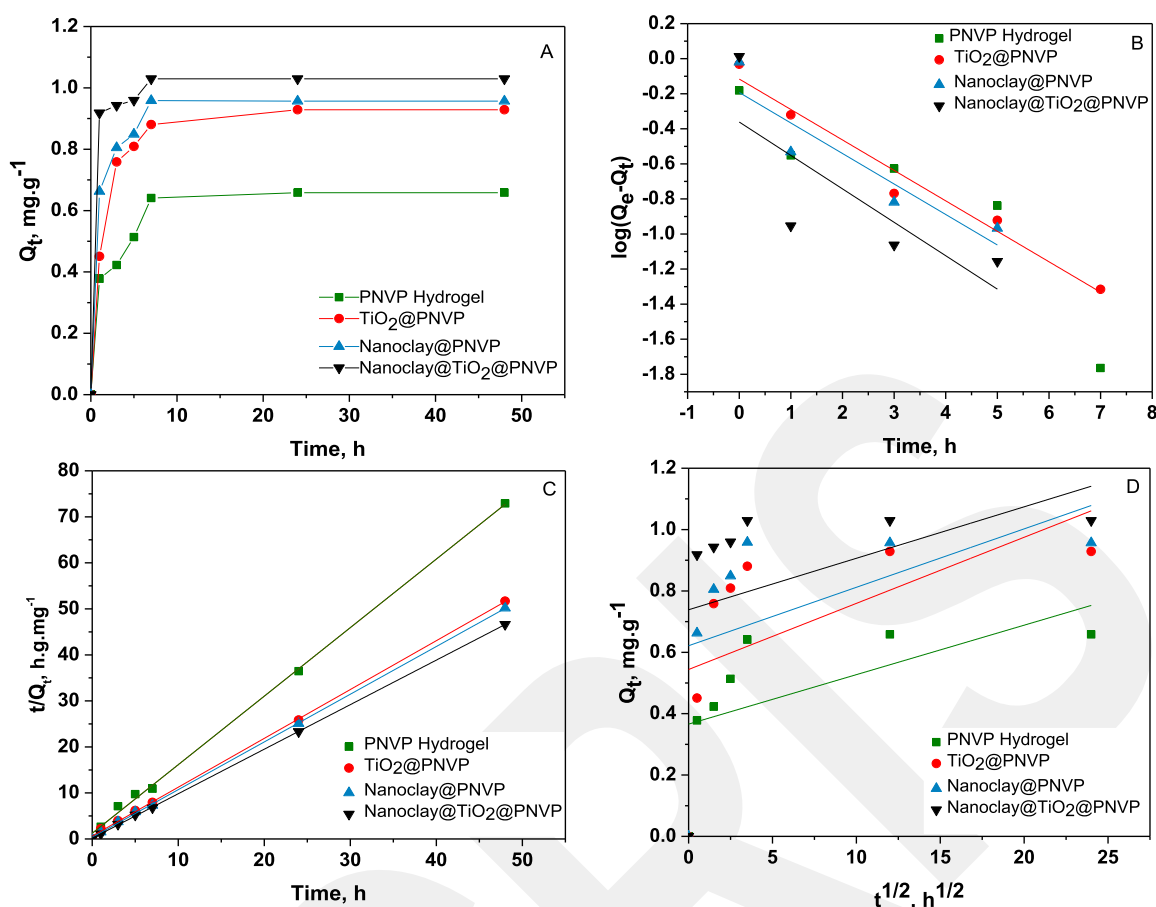 A
1.2
1.0
0.8
0.6
0.4
0.2
0.0
Qt, mg.g-1
PNVP Hydrogel
TiO2@PNVP
Nanoclay@PNVP
Nanoclay@TiO2@PNVP
0 10 20 30 40 50
Time, h
B
0.2
0.0
-0.2
-0.4
-0.6
-0.8
-1.0
-1.2
-1.4
-1.6
-1.8
log(Qe-Qt)
PNVP Hydrogel
TiO2@PNVP
Nanoclay@PNVP
Nanoclay@TiO2@PNVP
-1 0 1 2 3 4 5 6 7 8
Time, h
C
80
70
60
50
40
30
20
10
0
t/Qt, h.g.mg-1
PNVP Hydrogel
TiO2@PNVP
Nanoclay@PNVP
Nanoclay@TiO2@PNVP
0 10 20 30 40 50
Time, h
D
1.2
1.0
0.8
0.6
0.4
0.2
0.0
Qt, mg.g-1
PNVP Hydrogel
TiO2@PNVP
Nanoclay@PNVP
Nanoclay@TiO2@PNVP
0 5 10 15 20 25
t1/2, h1/2